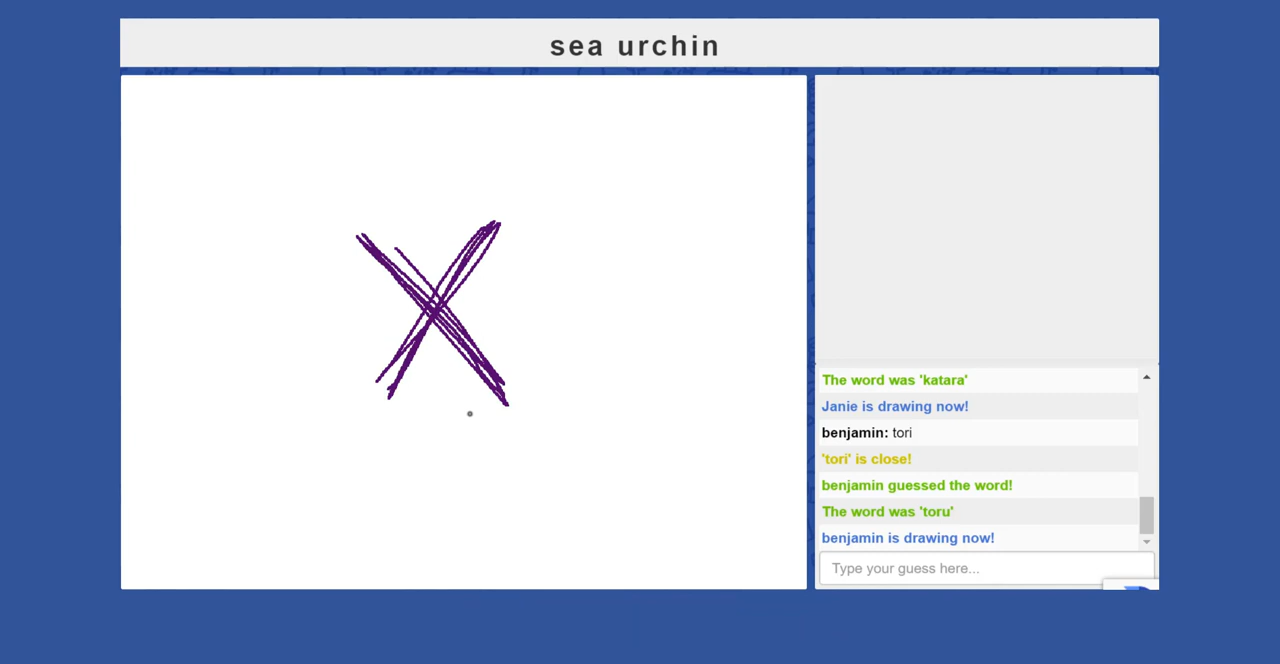 sea urchin
The word was 'katara'
Janie is drawing now!
benjamin: tori
'tori' is close!
benjamin guessed the word!
The word was 'toru'
benjamin is drawing now!
Type your guess here...